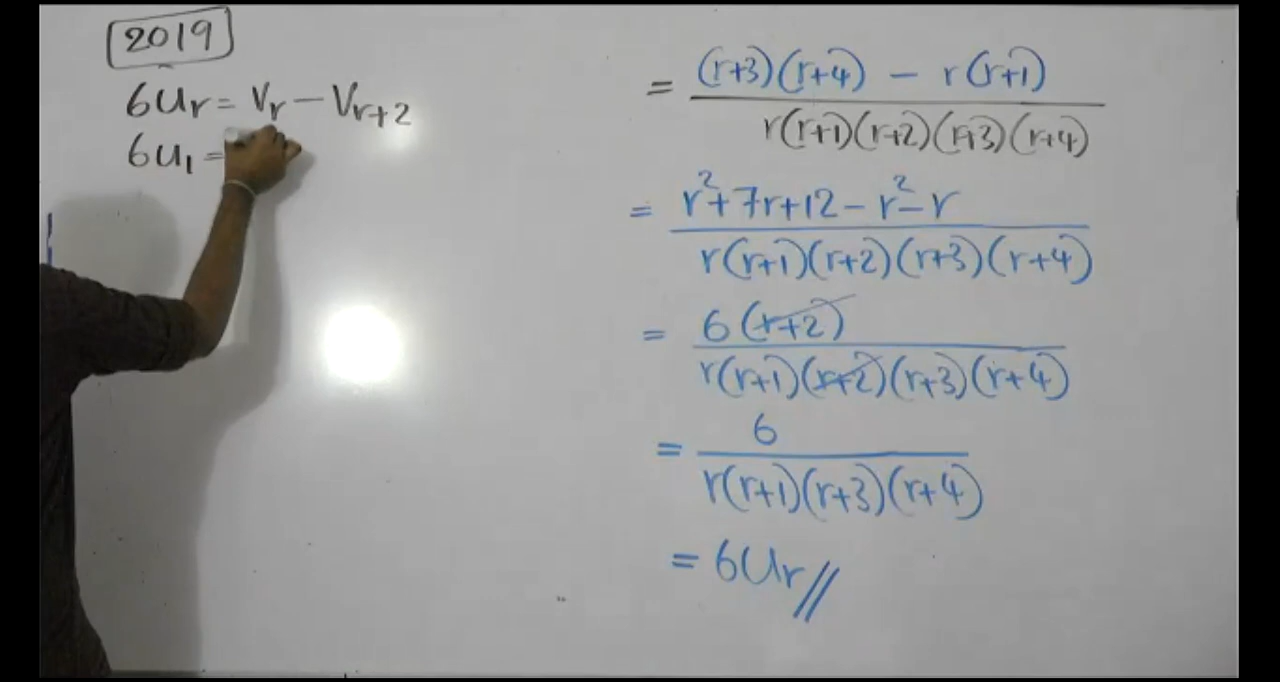 2019
6Ur = Vr − Vr+2
6U1 =
= (r+3)(r+4) − r(r+1) / r(r+1)(r+2)(r+3)(r+4)
= r²+7r+12−r²−r / r(r+1)(r+2)(r+3)(r+4)
= 6(r+2) / r(r+1)(r+2)(r+3)(r+4)
= 6 / r(r+1)(r+3)(r+4)
= 6Ur//